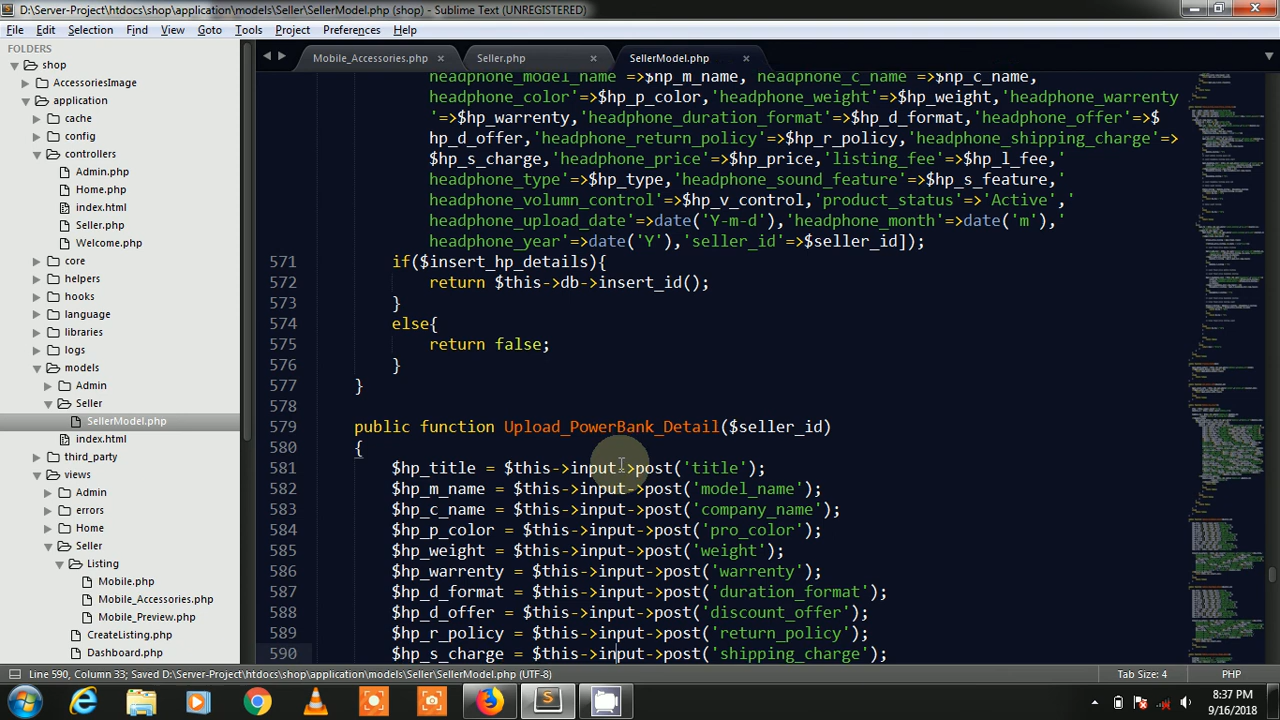 D:\Server-Project\htdocs\shop\application\models\Seller\SellerModel.php (shop) - Sublime Text (UNREGISTERED)
File Edit Selection Find View Goto Tools Project Preferences Help
FOLDERS
shop
AccessoriesImage
application
cache
config
controllers
Admin.php
Home.php
index.html
Seller.php
Welcome.php
core
helpers
hooks
language
libraries
logs
models
Admin
Seller
SellerModel.php
index.html
third_party
views
Admin
errors
Home
Seller
Listing
Mobile.php
Mobile_Accessories.php
Mobile_Preview.php
CreateListing.php
Dashboard.php
Mobile_Accessories.php × Seller.php × SellerModel.php ×
headphone_model_name'=>$hp_m_name,'headphone_c_name'=>$hp_c_name,'
headphone_color'=>$hp_p_color,'headphone_weight'=>$hp_weight,'headphone_warrenty'
=>$hp_warrenty,'headphone_duration_format'=>$hp_d_format,'headphone_offer'=>$
hp_d_offer,'headphone_return_policy'=>$hp_r_policy,'headphone_shipping_charge'=>
$hp_s_charge,'headphone_price'=>$hp_price,'listing_fee'=>$hp_l_fee,'
=>$hp_type,
'product_status'=>'Active','
headphone_upload_date'=>date('Y-m-d'),'headphone_month'=>date('m'),'
=>date('Y'),'seller_id'=>$seller_id]);
571 if($insert_details){
572 return $this->db->insert_id();
573 }
574 else{
575 return false;
576 }
577 }
578
579 public function Upload_PowerBank_Detail($seller_id)
580 {
581 $hp_title = $this->input->post('title');
582 $hp_m_name = $this->input->post('model_name');
583 $hp_c_name = $this->input->post('company_name');
584 $hp_p_color = $this->input->post('pro_color');
585 $hp_weight = $this->input->post('weight');
586 $hp_warrenty = $this->input->post('warrenty');
587 $hp_d_format = $this->input->post('duration_format');
588 $hp_d_offer = $this->input->post('discount_offer');
589 $hp_r_policy = $this->input->post('return_policy');
590 $hp_s_charge = $this->input->post('shipping_charge');
Line 590, Column 33; Saved D:\Server-Project\htdocs\shop\application\models\Seller\SellerModel.php (UTF-8) Tab Size: 4 PHP
8:37 PM
9/16/2018